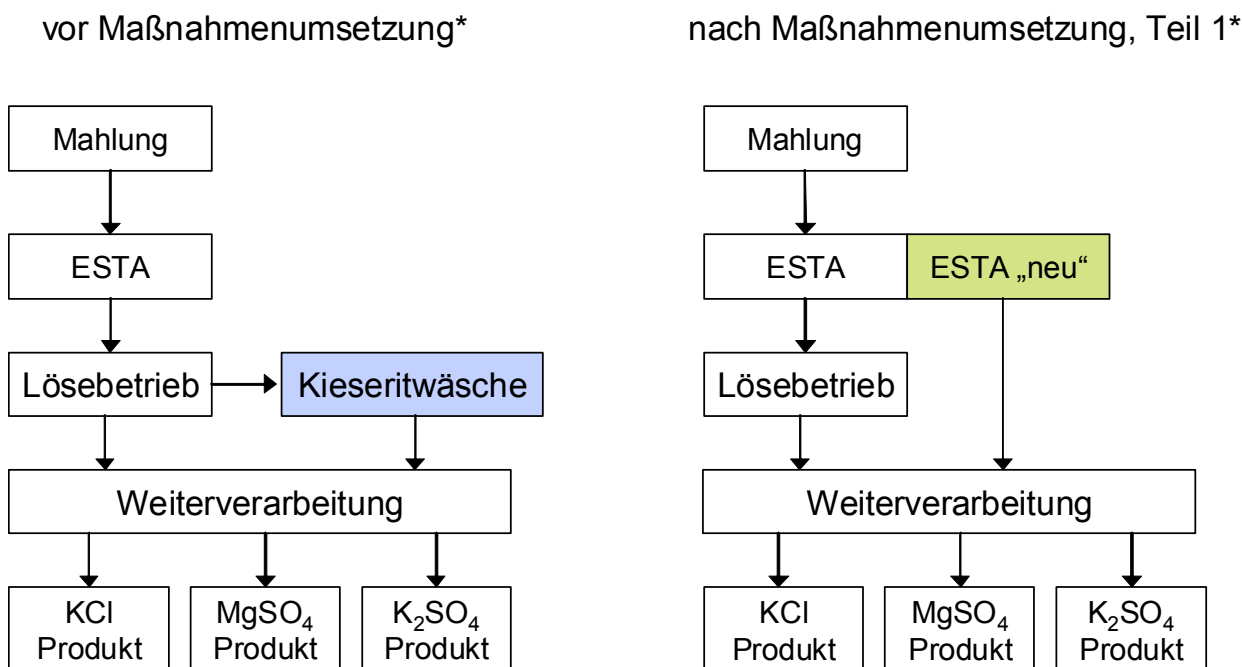 vor Maßnahmenumsetzung*
Mahlung
ESTA
Lösebetrieb
Kieseritwäsche
Weiterverarbeitung
KCl
Produkt
MgSO₄
Produkt
K₂SO₄
Produkt
nach Maßnahmenumsetzung, Teil 1*
Mahlung
ESTA
ESTA „neu“
Lösebetrieb
Weiterverarbeitung
KCl
Produkt
MgSO₄
Produkt
K₂SO₄
Produkt